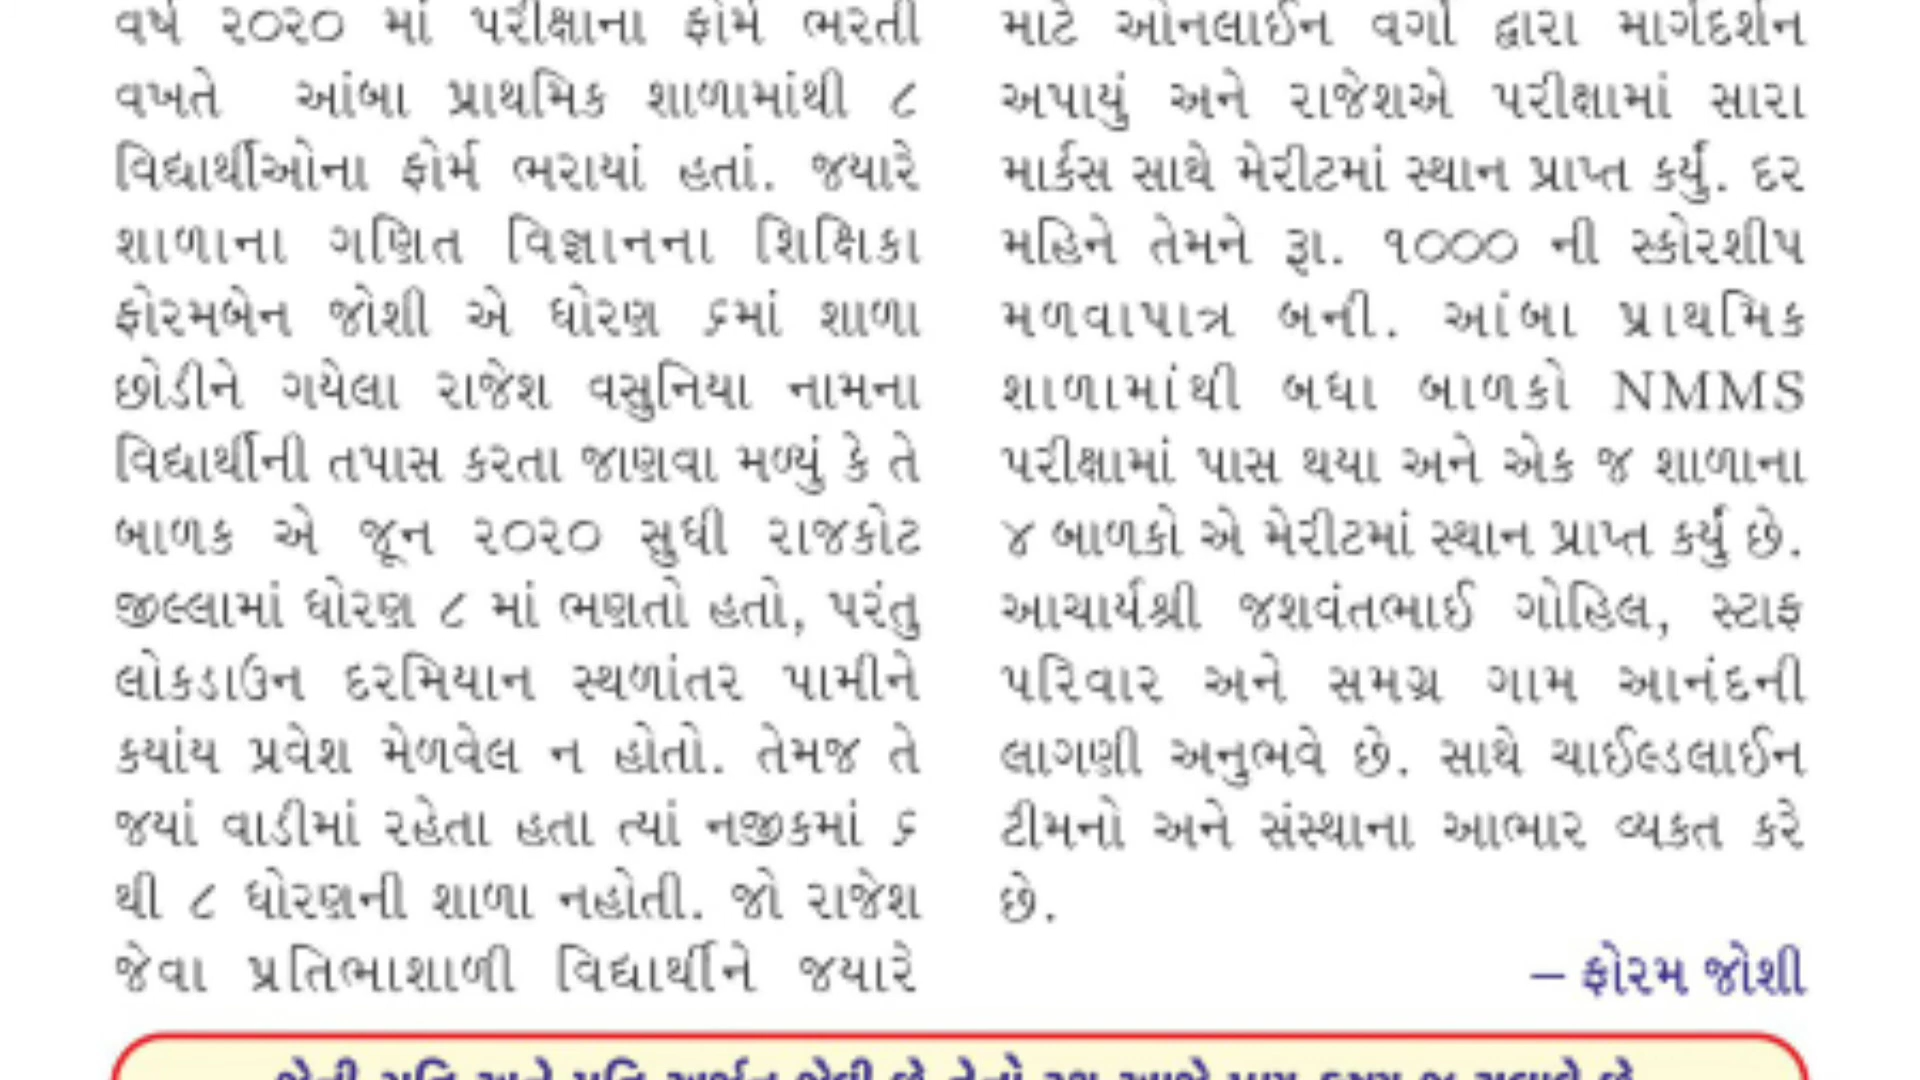 વર્ષ ૨૦૨૦ માં પરીક્ષાના ફોર્મ ભરતી
વખતે આંબા પ્રાથમિક શાળામાંથી ૮
વિદ્યાર્થીઓના ફોર્મ ભરાયાં હતાં. જયારે
શાળાના ગણિત વિજ્ઞાનના શિક્ષિકા
ફોરમબેન જોશી એ ધોરણ ૬માં શાળા
છોડીને ગયેલા રાજેશ વસુનિયા નામના
વિદ્યાર્થીની તપાસ કરતા જાણવા મળ્યું કે તે
બાળક એ જૂન ૨૦૨૦ સુધી રાજકોટ
જીલ્લામાં ધોરણ ૮ માં ભણતો હતો, પરંતુ
લોકડાઉન દરમિયાન સ્થળાંતર પામીને
કયાંય પ્રવેશ મેળવેલ ન હોતો. તેમજ તે
જયાં વાડીમાં રહેતા હતા ત્યાં નજીકમાં ૬
થી ૮ ધોરણની શાળા નહોતી. જો રાજેશ
જેવા પ્રતિભાશાળી વિદ્યાર્થીને જયારે
માટે ઓનલાઈન વર્ગો દ્વારા માર્ગદર્શન
અપાયું અને રાજેશએ પરીક્ષામાં સારા
માર્કસ સાથે મેરીટમાં સ્થાન પ્રાપ્ત કર્યું. દર
મહિને તેમને રૂા. ૧૦૦૦ ની સ્કોરશીપ
મળવાપાત્ર બની. આંબા પ્રાથમિક
શાળામાંથી બધા બાળકો NMMS
પરીક્ષામાં પાસ થયા અને એક જ શાળાના
૪ બાળકો એ મેરીટમાં સ્થાન પ્રાપ્ત કર્યું છે.
આચાર્યશ્રી જશવંતભાઈ ગોહિલ, સ્ટાફ
પરિવાર અને સમગ્ર ગામ આનંદની
લાગણી અનુભવે છે. સાથે ચાઈલ્ડલાઈન
ટીમનો અને સંસ્થાના આભાર વ્યકત કરે
છે.
– ફોરમ જોશી